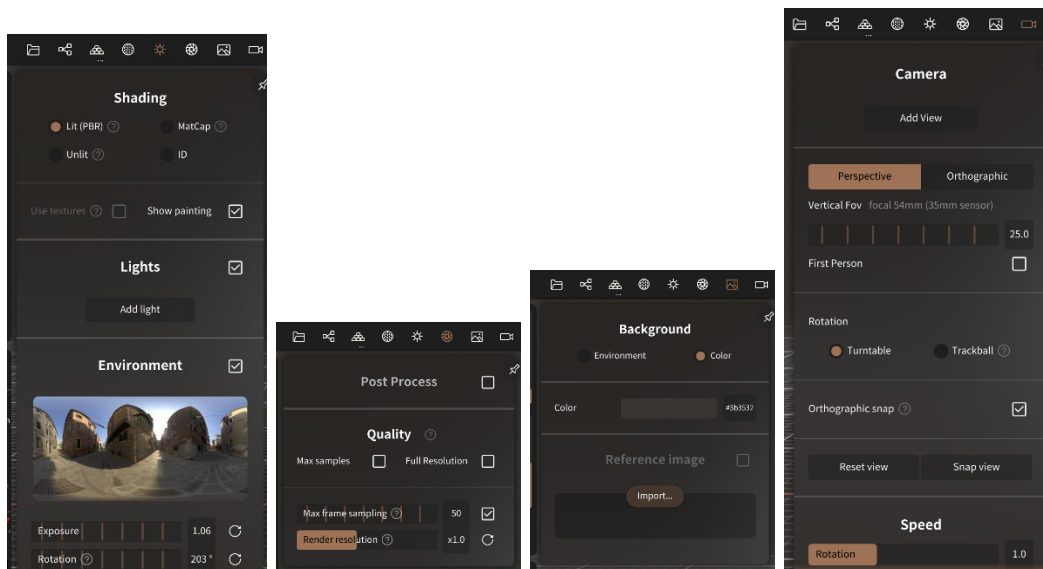 Shading
Lit (PBR) MatCap
Unlit ID
Use textures Show painting
Lights
Add light
Environment
Exposure 1.06
Rotation 203 °
Post Process
Quality
Max samples Full Resolution
Max frame sampling 50
Render resolution x1.0
Background
Environment Color
Color #3b3532
Reference image
Import...
Camera
Add View
Perspective Orthographic
Vertical Fov focal 54mm (35mm sensor)
25.0
First Person
Rotation
Turntable Trackball
Orthographic snap
Reset view Snap view
Speed
Rotation 1.0